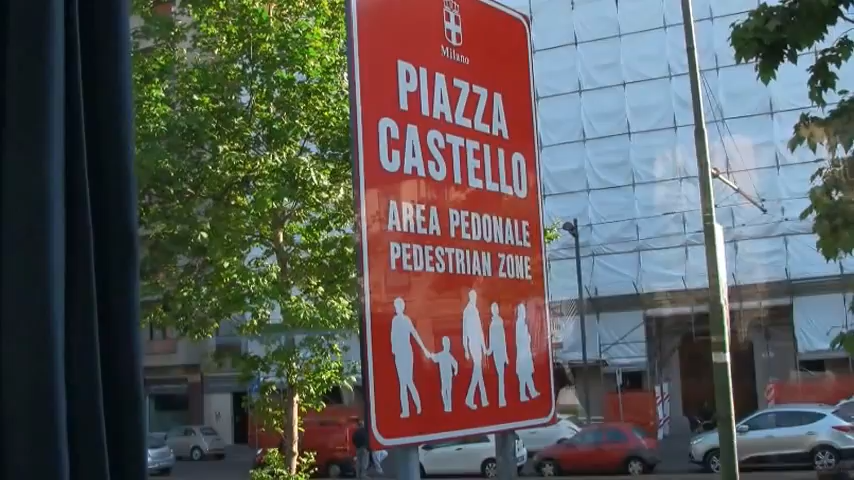 Milano
PIAZZA
CASTELLO
AREA PEDONALE
PEDESTRIAN ZONE